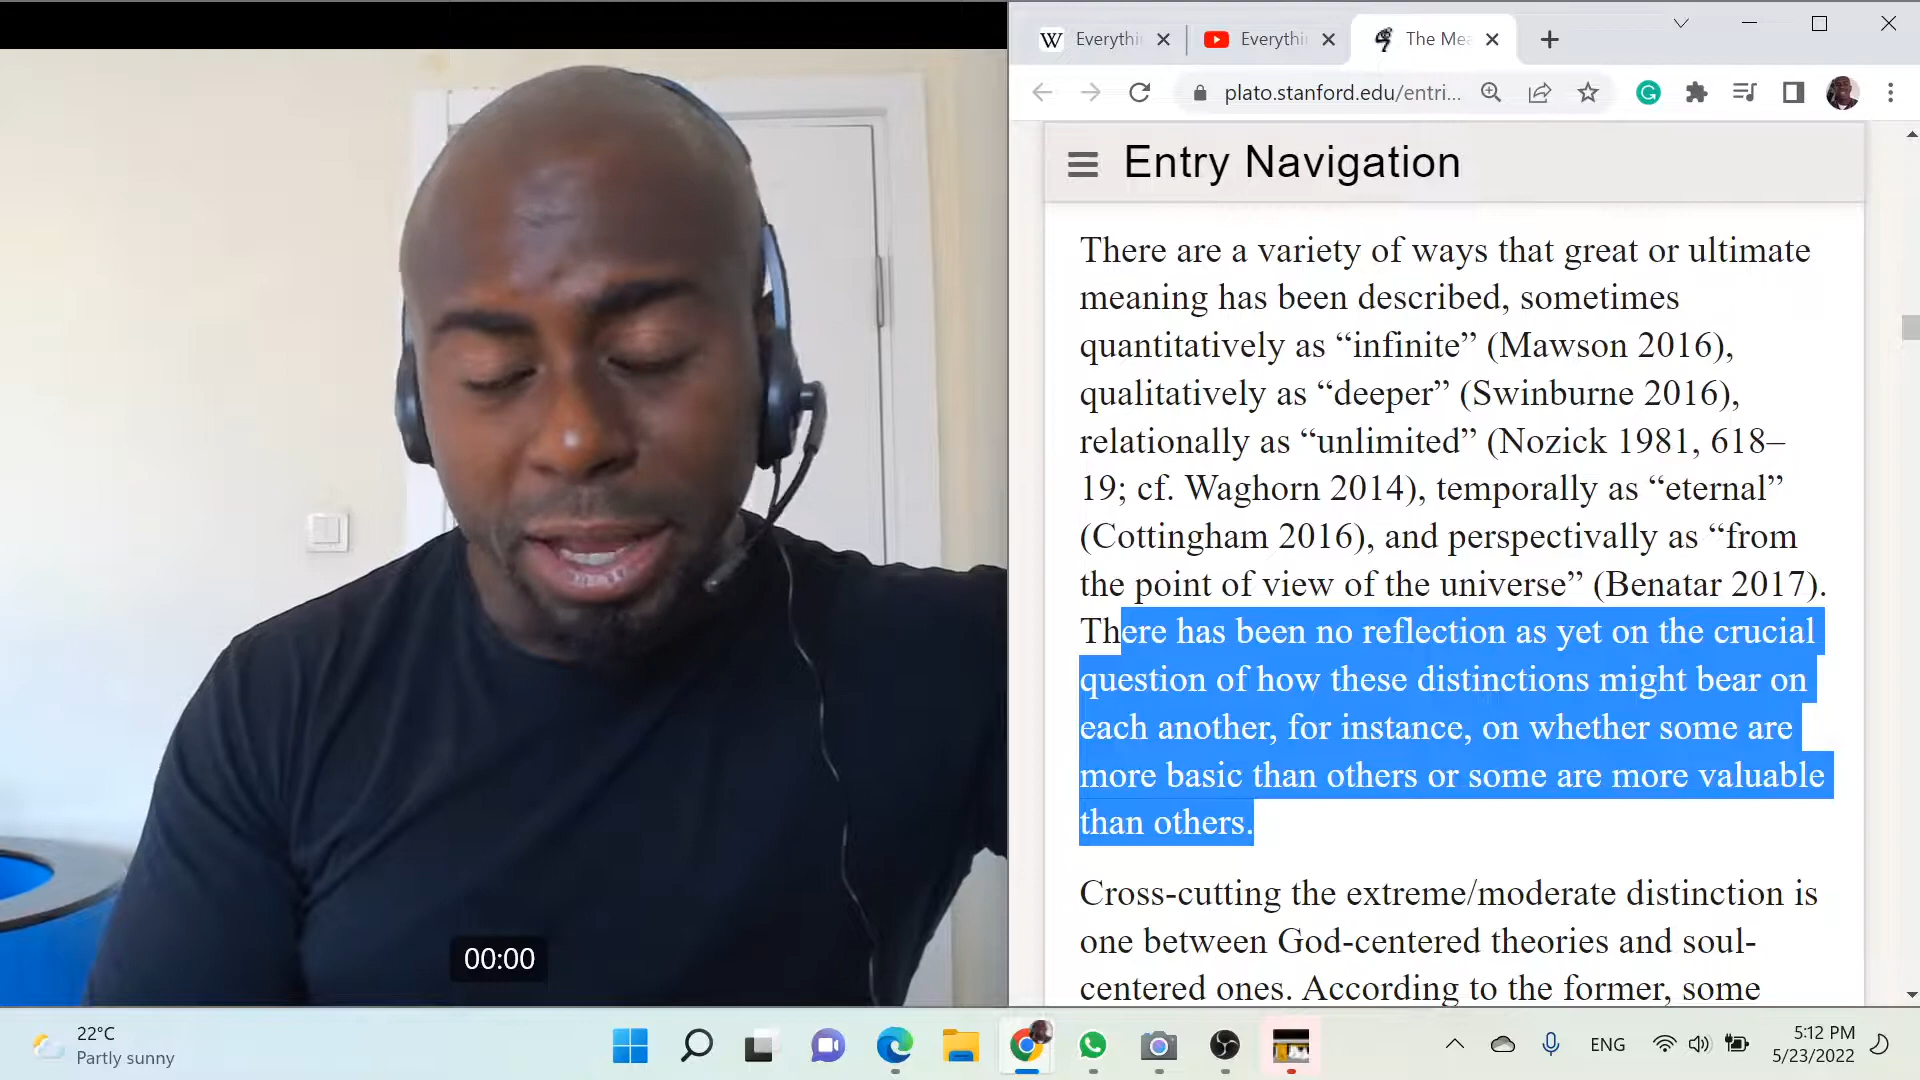 Everythi
Everythi
The Mea
plato.stanford.edu/entri...
Entry Navigation
There are a variety of ways that great or ultimate
meaning has been described, sometimes
quantitatively as “infinite” (Mawson 2016),
qualitatively as “deeper” (Swinburne 2016),
relationally as “unlimited” (Nozick 1981, 618–
19; cf. Waghorn 2014), temporally as “eternal”
(Cottingham 2016), and perspectivally as “from
the point of view of the universe” (Benatar 2017).
There has been no reflection as yet on the crucial
question of how these distinctions might bear on
each another, for instance, on whether some are
more basic than others or some are more valuable
than others.
Cross-cutting the extreme/moderate distinction is
one between God-centered theories and soul-
centered ones. According to the former, some
00:00
22°C
Partly sunny
ENG
5:12 PM
5/23/2022